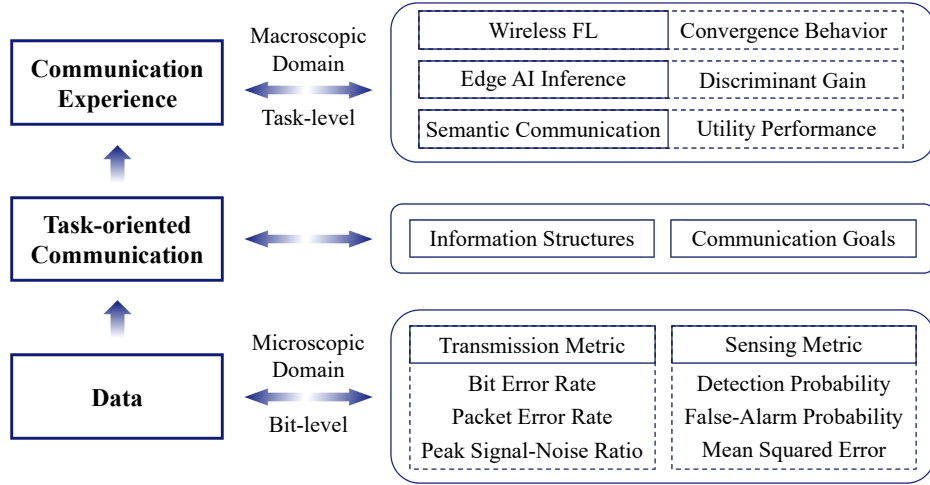 Communication
Experience
Macroscopic
Domain
Task-level
Wireless FL
Convergence Behavior
Edge AI Inference
Discriminant Gain
Semantic Communication
Utility Performance
Task-oriented
Communication
Information Structures
Communication Goals
Data
Microscopic
Domain
Bit-level
Transmission Metric
Bit Error Rate
Packet Error Rate
Peak Signal-Noise Ratio
Sensing Metric
Detection Probability
False-Alarm Probability
Mean Squared Error